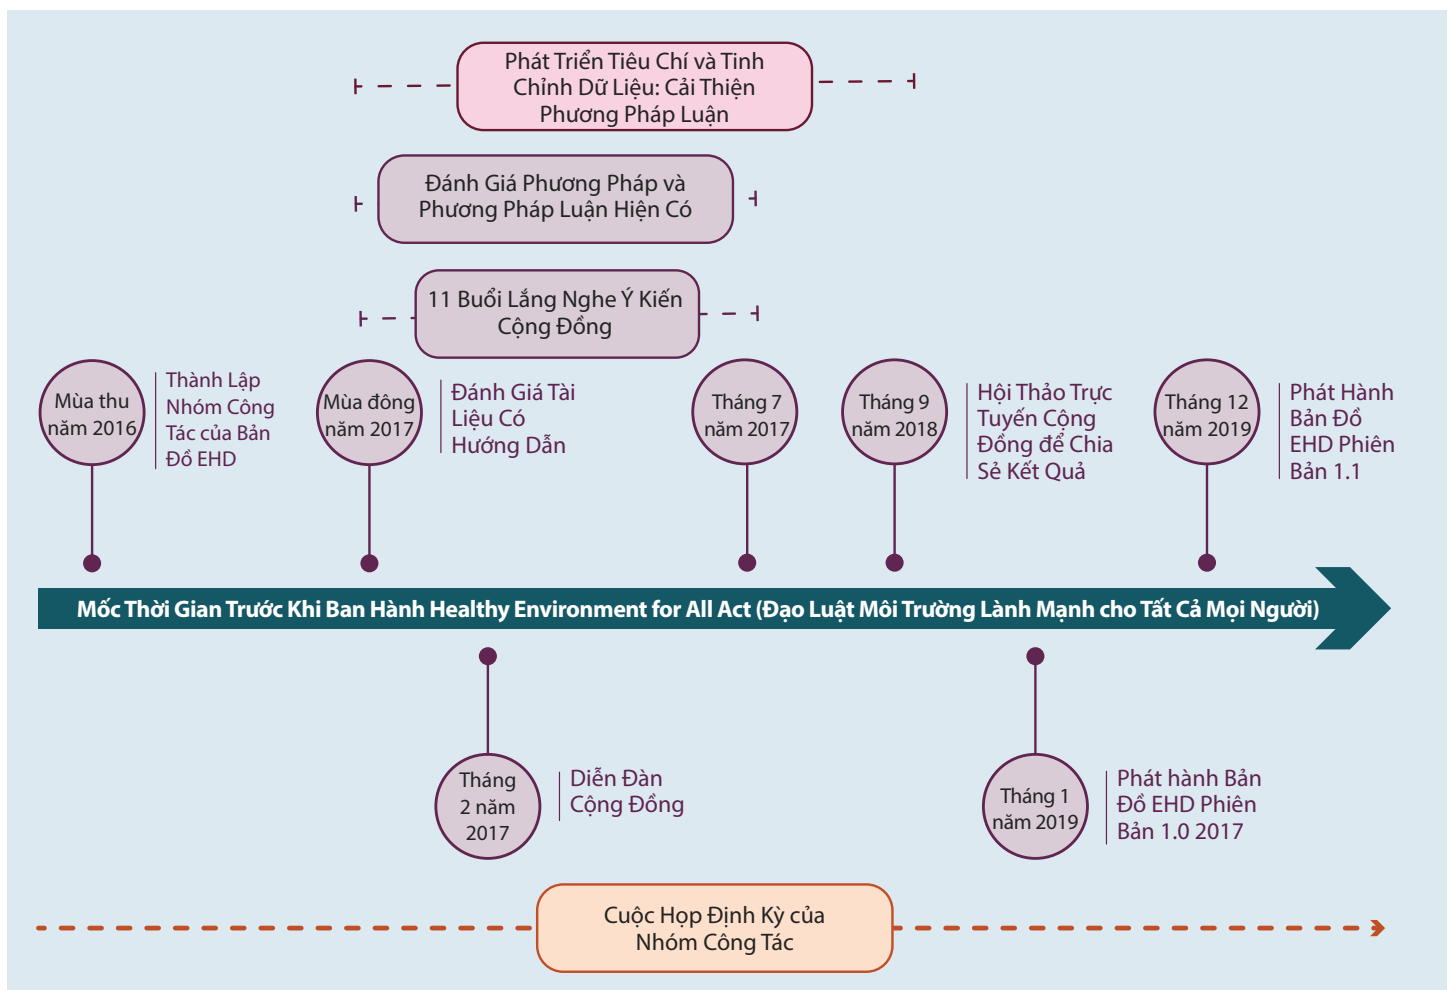 Phát Triển Tiêu Chí và Tinh
Chỉnh Dữ Liệu: Cải Thiện
Phương Pháp Luận
Đánh Giá Phương Pháp và
Phương Pháp Luận Hiện Có
11 Buổi Lắng Nghe Ý Kiến
Cộng Đồng
Mùa thu
năm 2016
Thành Lập
Nhóm Công
Tác của Bản
Đồ EHD
Mùa đông
năm 2017
Đánh Giá Tài
Liệu Có
Hướng Dẫn
Tháng 7
năm 2017
Tháng 9
năm 2018
Hội Thảo Trực
Tuyến Cộng
Đồng để Chia
Sẻ Kết Quả
Tháng 12
năm 2019
Phát Hành
Bản Đồ
EHD Phiên
Bản 1.1
Mốc Thời Gian Trước Khi Ban Hành Healthy Environment for All Act (Đạo Luật Môi Trường Lành Mạnh cho Tất Cả Mọi Người)
Tháng
2 năm
2017
Diễn Đàn
Cộng Đồng
Tháng 1
năm 2019
Phát hành Bản
Đồ EHD Phiên
Bản 1.0 2017
Cuộc Họp Định Kỳ của
Nhóm Công Tác